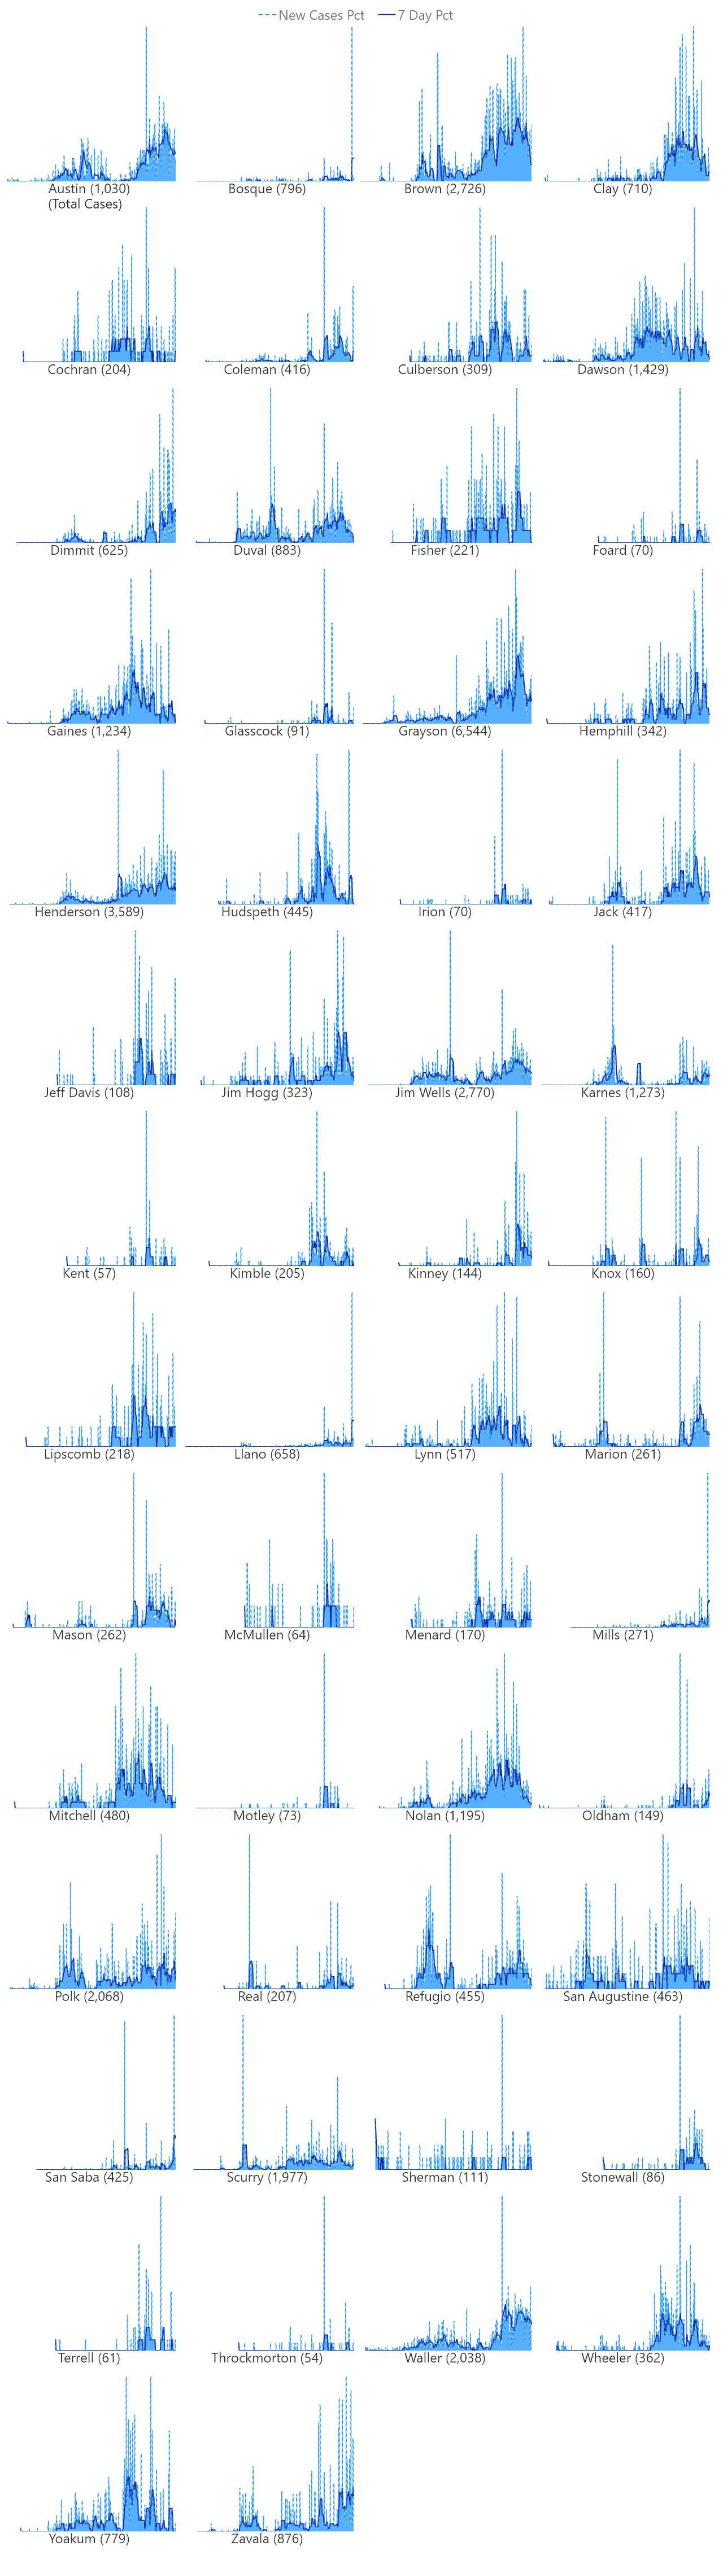 New Cases Pct 7 Day Pct
Austin (1,030) Bosque (796) Brown (2,726) Clay (710)
(Total Cases)
Cochran (204) Coleman (416) Culberson (309) Dawson (1,429)
Dimmit (625) Duval (883) Fisher (221) Foard (70)
Gaines (1,234) Glasscock (91) Grayson (6,544) Hemphill (342)
Henderson (3,589) Hudspeth (445) Irion (70) Jack (417)
Jeff Davis (108) Jim Hogg (323) Jim Wells (2,770) Karnes (1,273)
Kent (57) Kimble (205) Kinney (144) Knox (160)
Lipscomb (218) Llano (658) Lynn (517) Marion (261)
Mason (262) McMullen (64) Menard (170) Mills (271)
Mitchell (480) Motley (73) Nolan (1,195) Oldham (149)
Polk (2,068) Real (207) Refugio (455) San Augustine (463)
San Saba (425) Scurry (1,977) Sherman (111) Stonewall (86)
Terrell (61) Throckmorton (54) Waller (2,038) Wheeler (362)
Yoakum (779) Zavala (876)